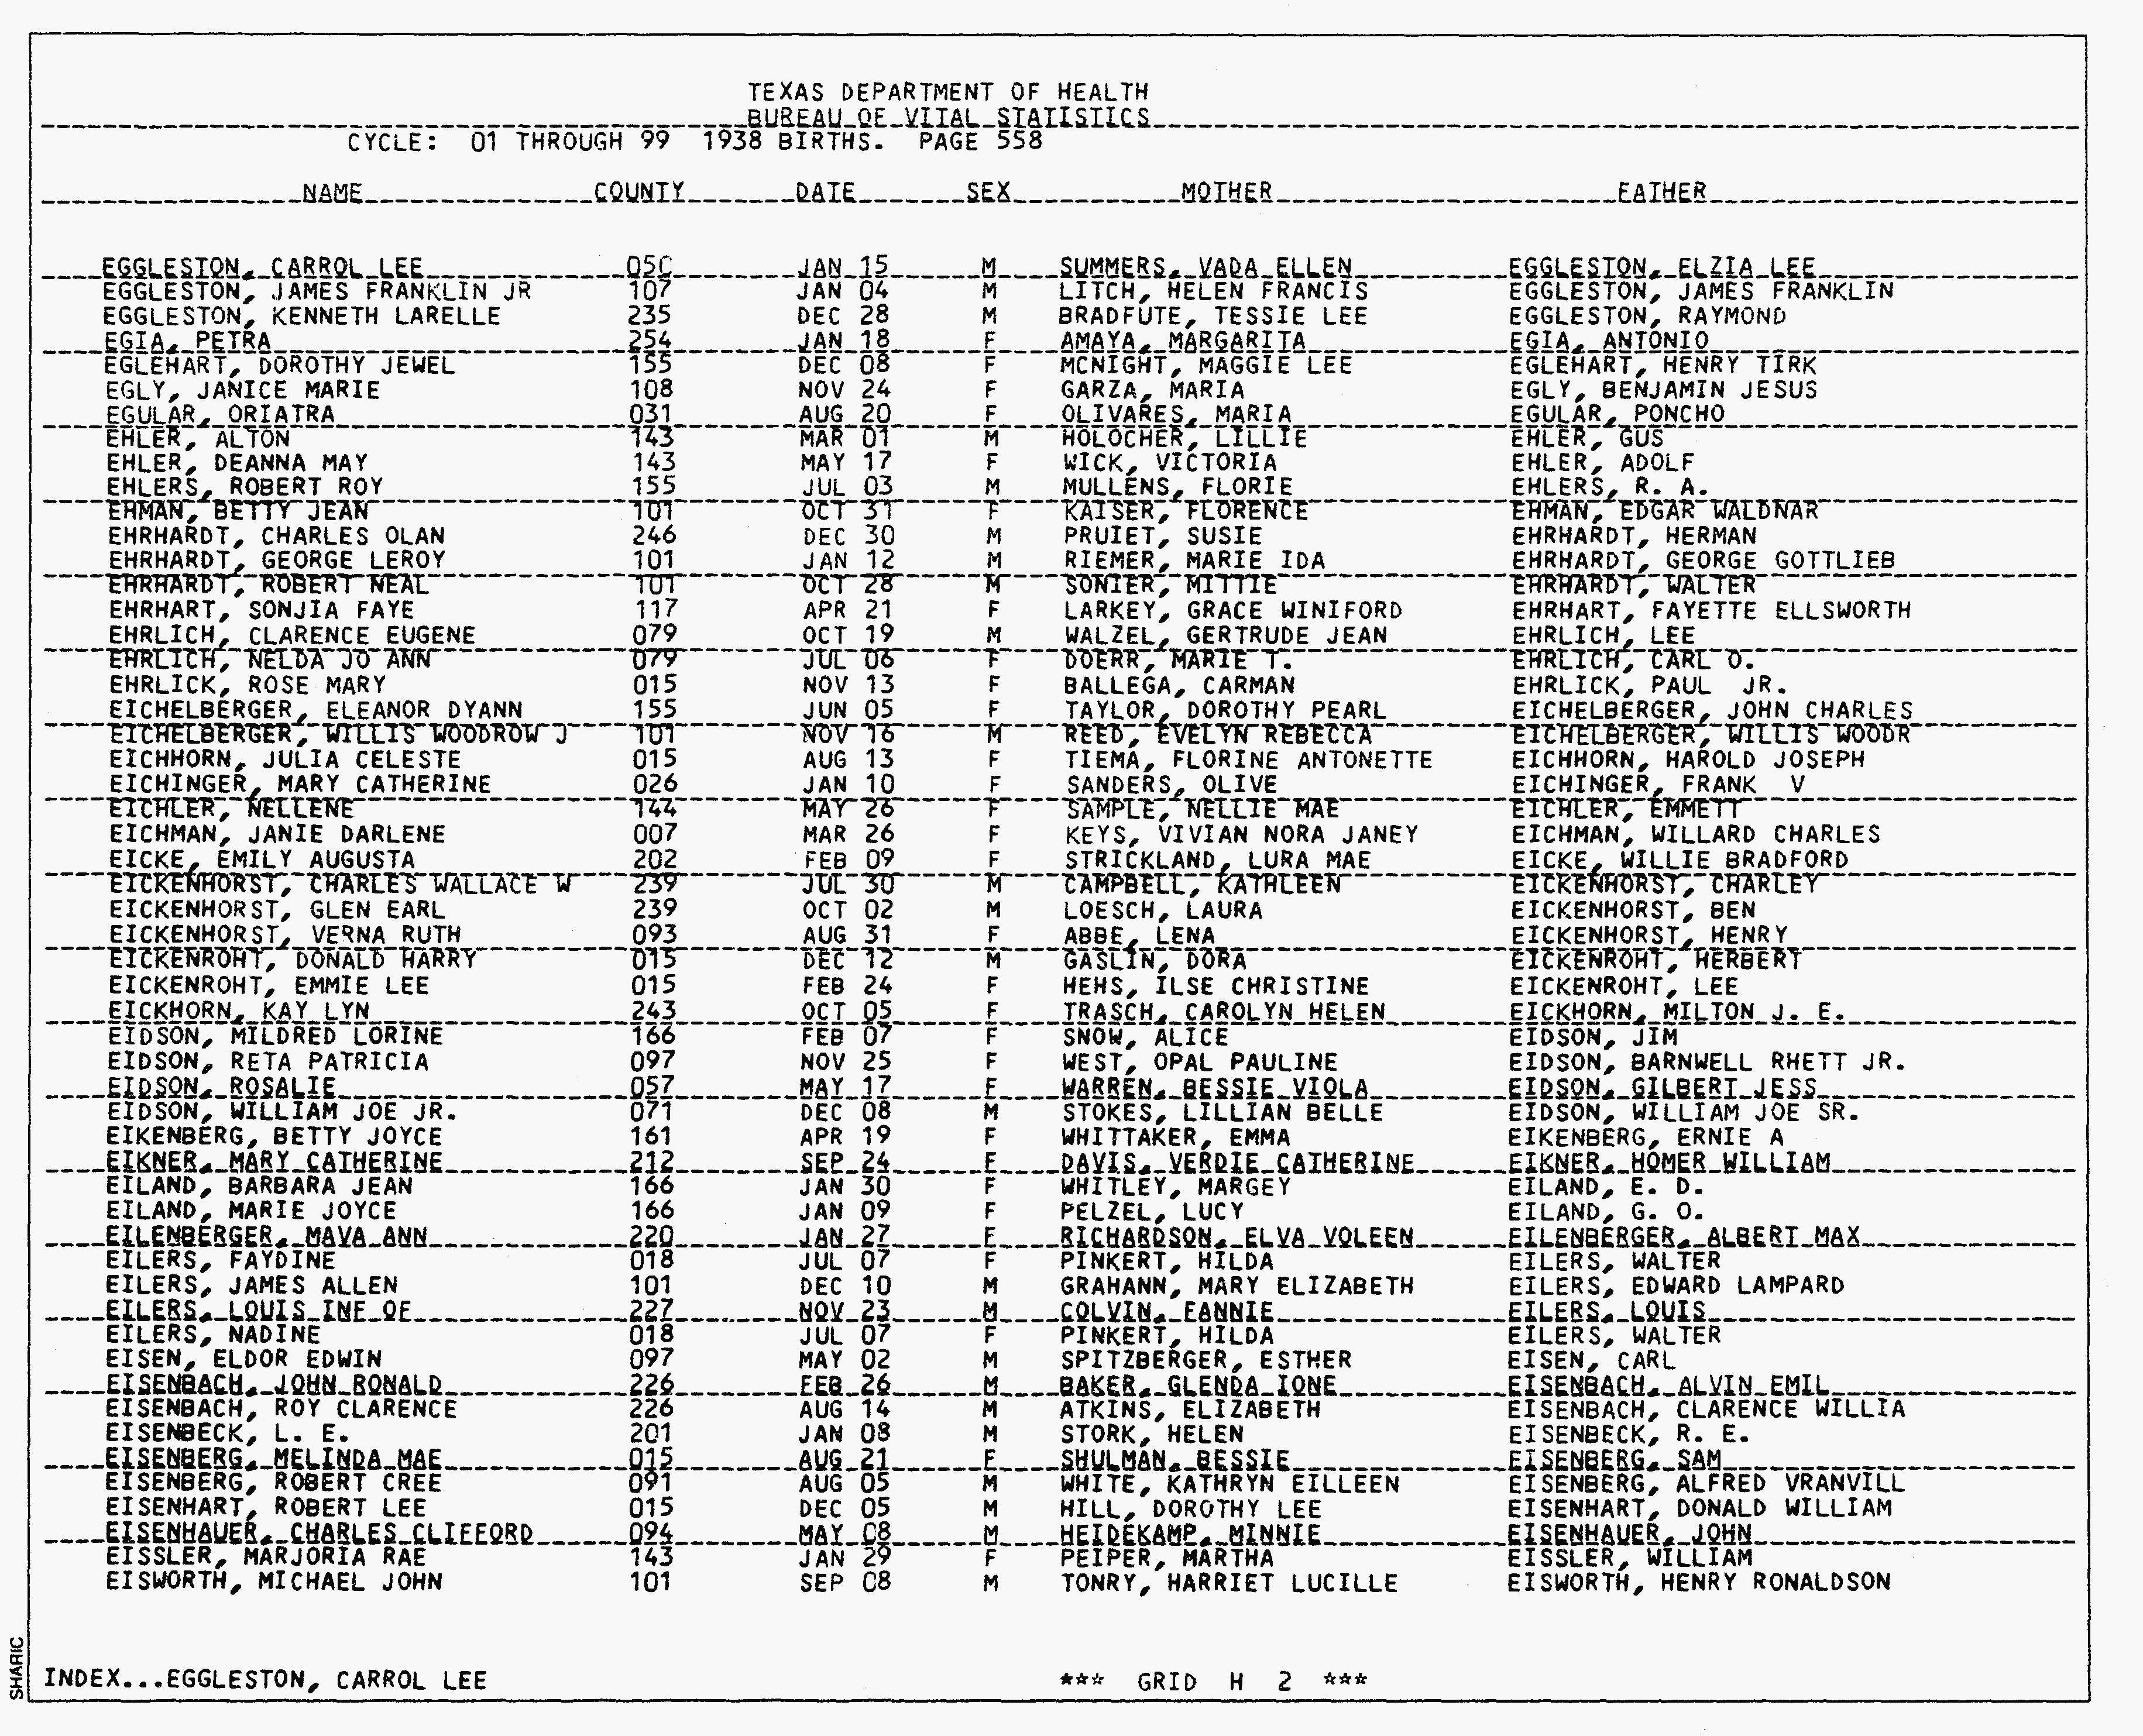 TEXAS DEPARTMENT OF HEALTH
BUREAU OF VITAL STATISTICS
CYCLE: 01 THROUGH 99 1938 BIRTHS. PAGE 558
NAME COUNTY DATE SEX MOTHER FATHER
EGGLESTON, CARROL LEE 050 JAN 15 M SUMMERS, VADA ELLEN EGGLESTON, ELZIA LEE
EGGLESTON, JAMES FRANKLIN JR 107 JAN 04 M LITCH, HELEN FRANCIS EGGLESTON, JAMES FRANKLIN
EGGLESTON, KENNETH LARELLE 235 DEC 28 M BRADFUTE, TESSIE LEE EGGLESTON, RAYMOND
EGIA, PETRA 254 JAN 18 F AMAYA, MARGARITA EGIA, ANTONIO
EGLEHART, DOROTHY JEWEL 155 DEC 08 F MCNIGHT, MAGGIE LEE EGLEHART, HENRY TIRK
EGLY, JANICE MARIE 108 NOV 24 F GARZA, MARIA EGLY, BENJAMIN JESUS
EGULAR, ORIATRA 031 AUG 20 F OLIVARES, MARIA EGULAR, PONCHO
EHLER, ALTON 143 MAR 01 M HOLOCHER, LILLIE EHLER, GUS
EHLER, DEANNA MAY 143 MAY 17 F WICK, VICTORIA EHLER, ADOLF
EHLERS, ROBERT ROY 155 JUL 03 M MULLENS, FLORIE EHLERS, R. A.
EHMAN, BETTY JEAN 101 OCT 31 F KAISER, FLORENCE EHMAN, EDGAR WALDNAR
EHRHARDT, CHARLES OLAN 246 DEC 30 M PRUIET, SUSIE EHRHARDT, HERMAN
EHRHARDT, GEORGE LEROY 101 JAN 12 M RIEMER, MARIE IDA EHRHARDT, GEORGE GOTTLIEB
EHRHARDT, ROBERT NEAL 101 OCT 28 M SONIER, MITTIE EHRHARDT, WALTER
EHRHART, SONJIA FAYE 117 APR 21 F LARKEY, GRACE WINIFORD EHRHART, FAYETTE ELLSWORTH
EHRLICH, CLARENCE EUGENE 079 OCT 19 M WALZEL, GERTRUDE JEAN EHRLICH, LEE
EHRLICH, NELDA JO ANN 079 JUL 06 F DOERR, MARIE T. EHRLICH, CARL O.
EHRLICK, ROSE MARY 015 NOV 13 F BALLEGA, CARMAN EHRLICK, PAUL JR.
EICHELBERGER, ELEANOR DYANN 155 JUN 05 F TAYLOR, DOROTHY PEARL EICHELBERGER, JOHN CHARLES
EICHELBERGER, WILLIS WOODROW J 101 NOV 16 M REED, EVELYN REBECCA EICHELBERGER, WILLIS WOODR
EICHHORN, JULIA CELESTE 015 AUG 13 F TIEMA, FLORINE ANTONETTE EICHHORN, HAROLD JOSEPH
EICHINGER, MARY CATHERINE 026 JAN 10 F SANDERS, OLIVE EICHINGER, FRANK V
EICHLER, NELLENE 144 MAY 26 F SAMPLE, NELLIE MAE EICHLER, EMMETT
EICHMAN, JANIE DARLENE 007 MAR 26 F KEYS, VIVIAN NORA JANEY EICHMAN, WILLARD CHARLES
EICKE, EMILY AUGUSTA 202 FEB 09 F STRICKLAND, LURA MAE EICKE, WILLIE BRADFORD
EICKENHORST, CHARLES WALLACE W 239 JUL 30 M CAMPBELL, KATHLEEN EICKENHORST, CHARLEY
EICKENHORST, GLEN EARL 239 OCT 02 M LOESCH, LAURA EICKENHORST, BEN
EICKENHORST, VERNA RUTH 093 AUG 31 F ABBE, LENA EICKENHORST, HENRY
EICKENROHT, DONALD HARRY 015 DEC 12 M GASLIN, DORA EICKENROHT, HERBERT
EICKENROHT, EMMIE LEE 015 FEB 24 F HEHS, ILSE CHRISTINE EICKENROHT, LEE
EICKHORN, KAY LYN 243 OCT 05 F TRASCH, CAROLYN HELEN EICKHORN, MILTON J. E.
EIDSON, MILDRED LORINE 166 FEB 07 F SNOW, ALICE EIDSON, JIM
EIDSON, RETA PATRICIA 097 NOV 25 F WEST, OPAL PAULINE EIDSON, BARNWELL RHETT JR.
EIDSON, ROSALIE 057 MAY 17 F WARREN, BESSIE VIOLA EIDSON, GILBERT JESS
EIDSON, WILLIAM JOE JR. 071 DEC 08 M STOKES, LILLIAN BELLE EIDSON, WILLIAM JOE SR.
EIKENBERG, BETTY JOYCE 161 APR 19 F WHITTAKER, EMMA EIKENBERG, ERNIE A
EIKNER, MARY CATHERINE 212 SEP 24 F DAVIS, VERDIE CATHERINE EIKNER, HOMER WILLIAM
EILAND, BARBARA JEAN 166 JAN 30 F WHITLEY, MARGEY EILAND, E. D.
EILAND, MARIE JOYCE 166 JAN 09 F PELZEL, LUCY EILAND, G. O.
EILENBERGER, MAVA ANN 220 JAN 27 F RICHARDSON, ELVA VOLEEN EILENBERGER, ALBERT MAX
EILERS, FAYDINE 018 JUL 07 F PINKERT, HILDA EILERS, WALTER
EILERS, JAMES ALLEN 101 DEC 10 M GRAHANN, MARY ELIZABETH EILERS, EDWARD LAMPARD
EILERS, LOUIS INF OF 227 NOV 23 M COLVIN, FANNIE EILERS, LOUIS
EILERS, NADINE 018 JUL 07 F PINKERT, HILDA EILERS, WALTER
EISEN, ELDOR EDWIN 097 MAY 02 M SPITZBERGER, ESTHER EISEN, CARL
EISENBACH, JOHN RONALD 226 FEB 26 M BAKER, GLENDA IONE EISENBACH, ALVIN EMIL
EISENBACH, ROY CLARENCE 226 AUG 14 M ATKINS, ELIZABETH EISENBACH, CLARENCE WILLIA
EISENBECK, L. E. 201 JAN 08 M STORK, HELEN EISENBECK, R. E.
EISENBERG, MELINDA MAE 015 AUG 21 F SHULMAN, BESSIE EISENBERG, SAM
EISENBERG, ROBERT CREE 091 AUG 05 M WHITE, KATHRYN EILLEEN EISENBERG, ALFRED VRANVILL
EISENHART, ROBERT LEE 015 DEC 05 M HILL, DOROTHY LEE EISENHART, DONALD WILLIAM
EISENHAUER, CHARLES CLIFFORD 094 MAY 08 M HEIDEKAMP, MINNIE EISENHAUER, JOHN
EISSLER, MARJORIA RAE 143 JAN 29 F PEIPER, MARTHA EISSLER, WILLIAM
EISWORTH, MICHAEL JOHN 101 SEP 08 M TONRY, HARRIET LUCILLE EISWORTH, HENRY RONALDSON
INDEX...EGGLESTON, CARROL LEE *** GRID H 2 ***